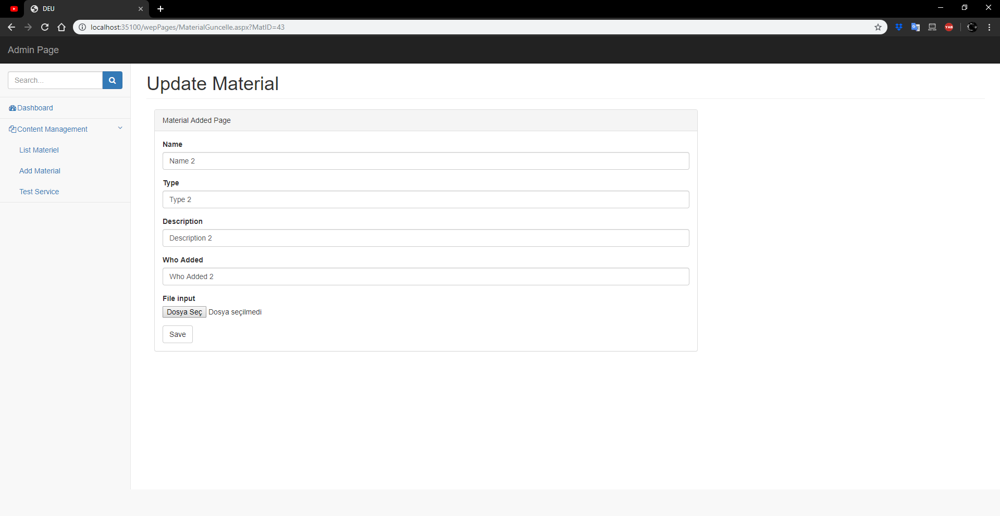 DEU
localhost:35100/wepPages/MaterialGuncelle.aspx?MatID=43
YAB
Admin Page
Search...
Update Material
Dashboard
Content Management
List Materiel
Add Material
Test Service
Material Added Page
Name
Name 2
Type
Type 2
Description
Description 2
Who Added
Who Added 2
File input
Dosya Seç Dosya seçilmedi
Save